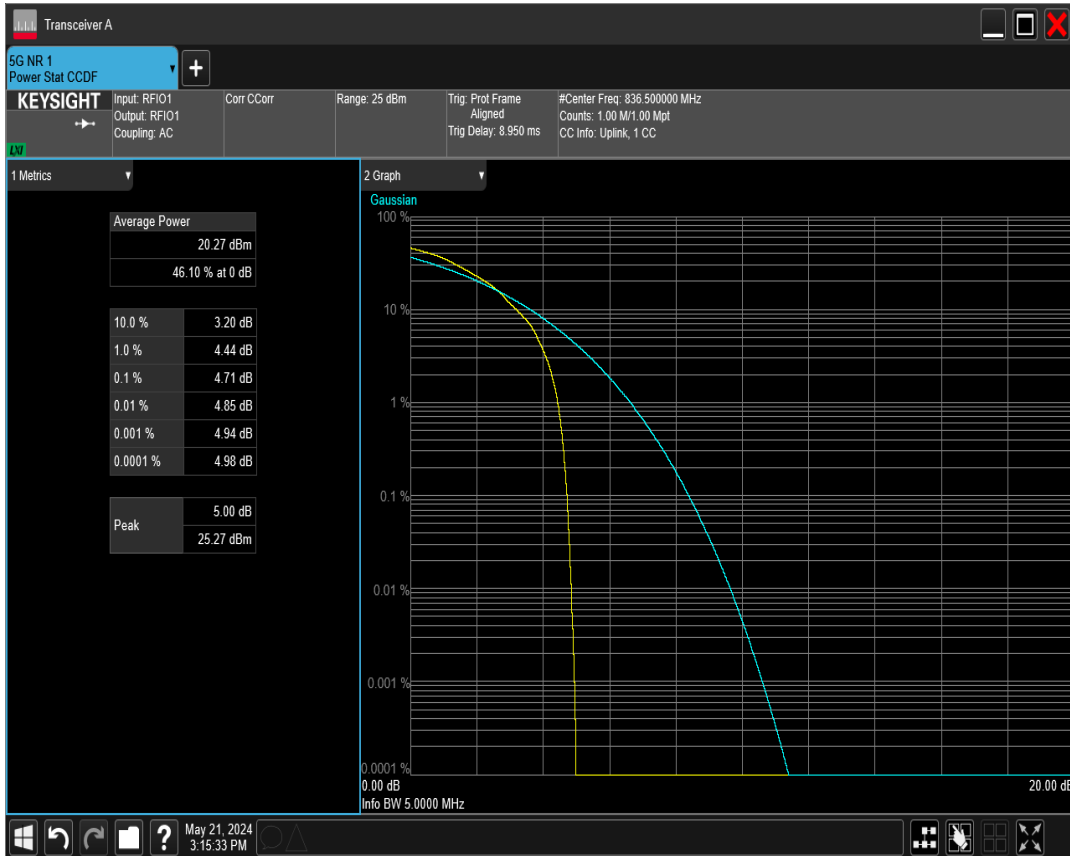 Transceiver A
5G NR 1
Power Stat CCDF
+
KEYSIGHT
LXI
Input: RFIO1
Output: RFIO1
Coupling: AC
Corr CCorr
Range: 25 dBm
Trig: Prot Frame
Aligned
Trig Delay: 8.950 ms
#Center Freq: 836.500000 MHz
Counts: 1.00 M/1.00 Mpt
CC Info: Uplink, 1 CC
1 Metrics
Average Power
20.27 dBm
46.10 % at 0 dB
10.0 % 3.20 dB
1.0 % 4.44 dB
0.1 % 4.71 dB
0.01 % 4.85 dB
0.001 % 4.94 dB
0.0001 % 4.98 dB
Peak
5.00 dB
25.27 dBm
2 Graph
Gaussian
100 %
10 %
1 %
0.1 %
0.01 %
0.001 %
0.0001 %
0.00 dB 20.00 dB
Info BW 5.0000 MHz
?
May 21, 2024
3:15:33 PM